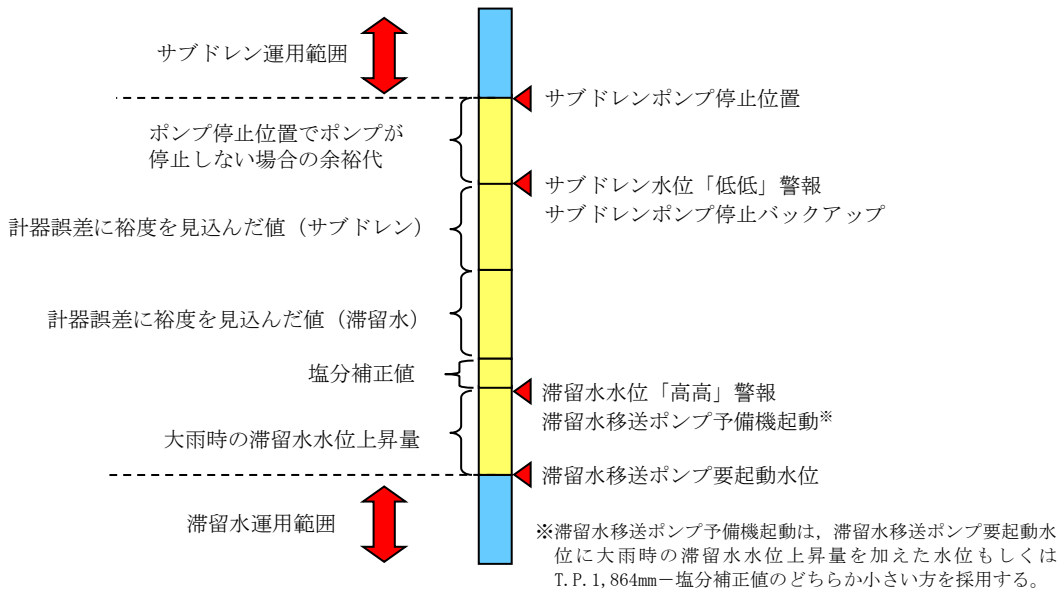 サブドレン運用範囲
サブドレンポンプ停止位置
ポンプ停止位置でポンプが
停止しない場合の余裕代
サブドレン水位「低低」警報
サブドレンポンプ停止バックアップ
計器誤差に裕度を見込んだ値（サブドレン）
計器誤差に裕度を見込んだ値（滞留水）
塩分補正値
滞留水水位「高高」警報
滞留水移送ポンプ予備機起動※
大雨時の滞留水水位上昇量
滞留水移送ポンプ要起動水位
滞留水運用範囲
※滞留水移送ポンプ予備機起動は，滞留水移送ポンプ要起動水
位に大雨時の滞留水水位上昇量を加えた水位もしくは
T.P.1,864mm－塩分補正値のどちらか小さい方を採用する。